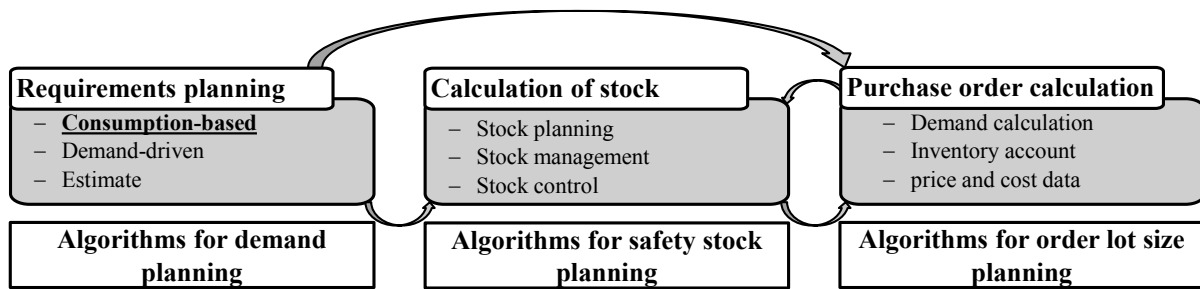 Requirements planning
– Consumption-based
– Demand-driven
– Estimate
Algorithms for demand
planning
Calculation of stock
– Stock planning
– Stock management
– Stock control
Algorithms for safety stock
planning
Purchase order calculation
– Demand calculation
– Inventory account
– price and cost data
Algorithms for order lot size
planning